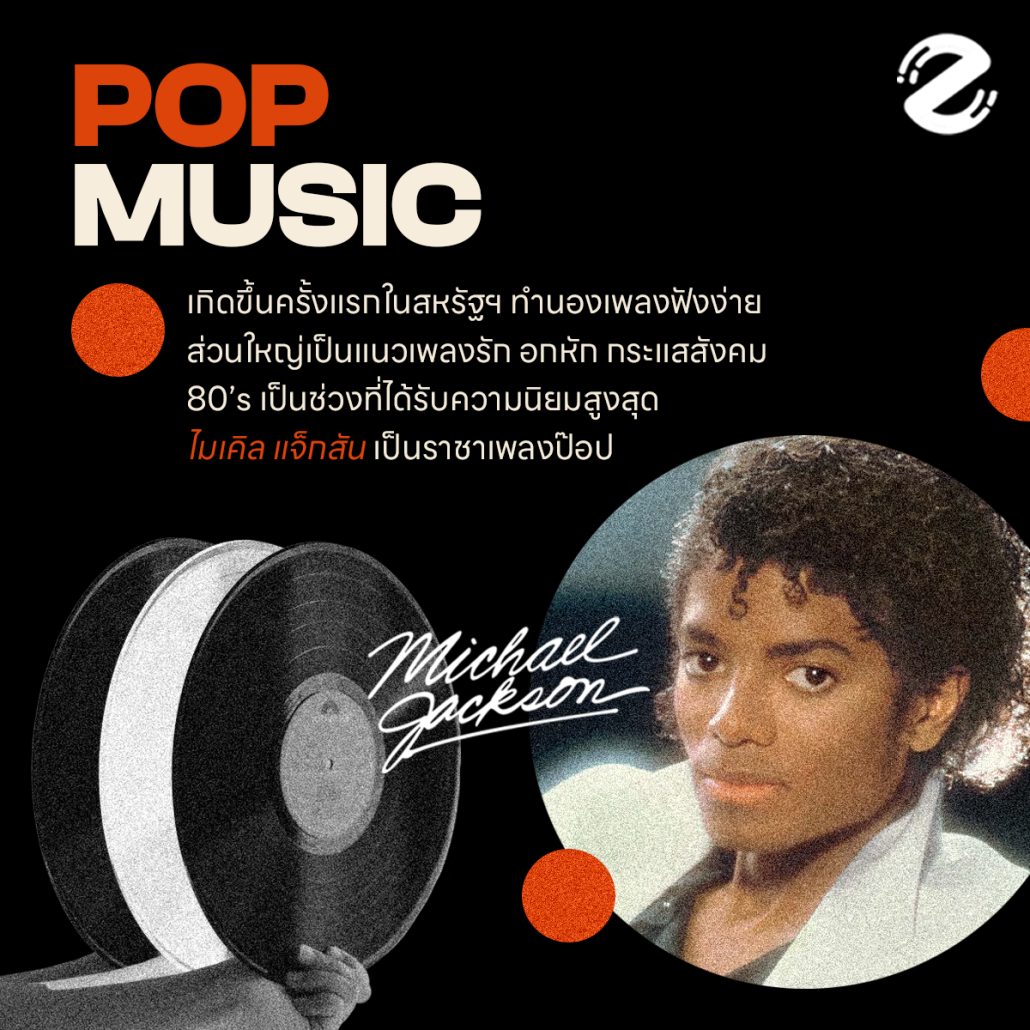 POP
MUSIC
เกิดขึ้นครั้งแรกในสหรัฐฯ ทำนองเพลงฟังง่าย
ส่วนใหญ่เป็นแนวเพลงรัก อกหัก กระแสสังคม
80's เป็นช่วงที่ได้รับความนิยมสูงสุด
ไมเคิล แจ็กสัน เป็นราชาเพลงป๊อป
Michael
Jackson